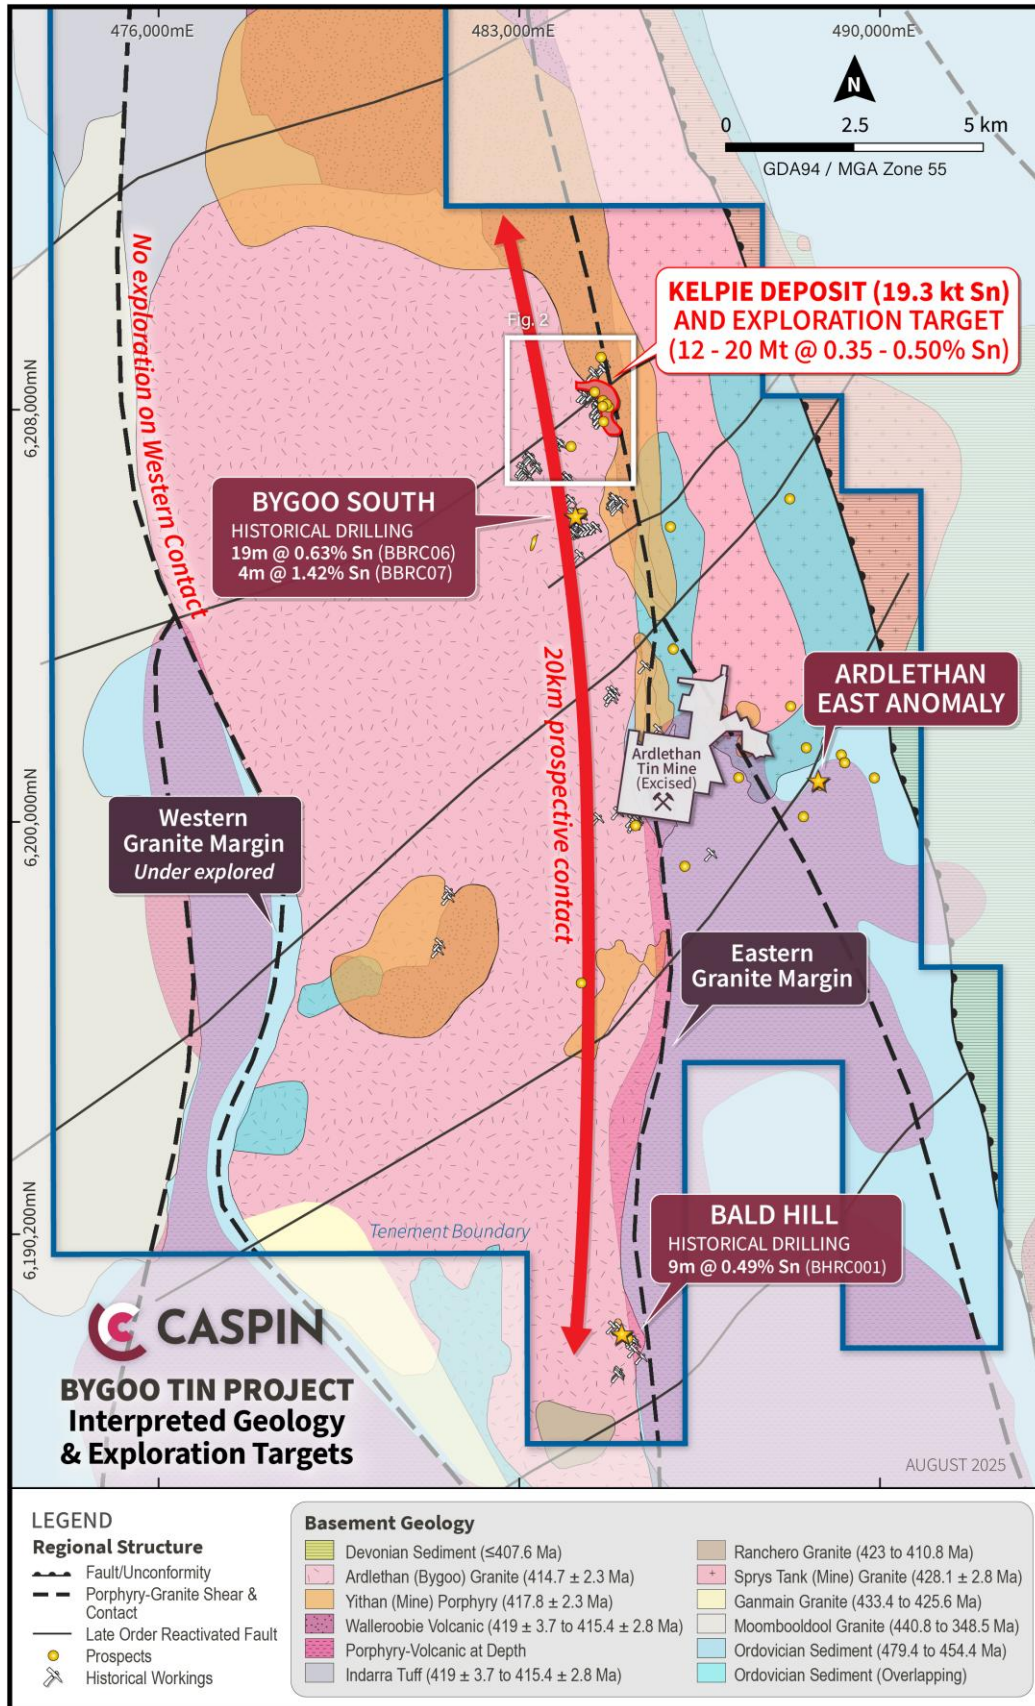 476,000mE
483,000mE
490,000mE
N
0
2.5
5 km
GDA94 / MGA Zone 55
No exploration on Western Contact
KELPIE DEPOSIT (19.3 kt Sn)
AND EXPLORATION TARGET
(12 - 20 Mt @ 0.35 - 0.50% Sn)
Fig. 2
6,208,000mN
BYGOO SOUTH
HISTORICAL DRILLING
19m @ 0.63% Sn (BBRC06)
4m @ 1.42% Sn (BBRC07)
20km prospective contact
ARDLETHAN
EAST ANOMALY
Ardlethan
Tin Mine
(Excised)
6,200,000mN
Western
Granite Margin
Under explored
Eastern
Granite Margin
6,190,200mN
Tenement Boundary
BALD HILL
HISTORICAL DRILLING
9m @ 0.49% Sn (BHRC001)
CASPIN
BYGOO TIN PROJECT
Interpreted Geology
& Exploration Targets
AUGUST 2025
LEGEND
Regional Structure
Fault/Unconformity
Porphyry-Granite Shear &
Contact
Late Order Reactivated Fault
Prospects
Historical Workings
Basement Geology
Devonian Sediment (≤407.6 Ma)
Ardlethan (Bygoo) Granite (414.7 ± 2.3 Ma)
Yithan (Mine) Porphyry (417.8 ± 2.3 Ma)
Walleroobie Volcanic (419 ± 3.7 to 415.4 ± 2.8 Ma)
Porphyry-Volcanic at Depth
Indarra Tuff (419 ± 3.7 to 415.4 ± 2.8 Ma)
Ranchero Granite (423 to 410.8 Ma)
Sprys Tank (Mine) Granite (428.1 ± 2.8 Ma)
Ganmain Granite (433.4 to 425.6 Ma)
Moombooldool Granite (440.8 to 348.5 Ma)
Ordovician Sediment (479.4 to 454.4 Ma)
Ordovician Sediment (Overlapping)